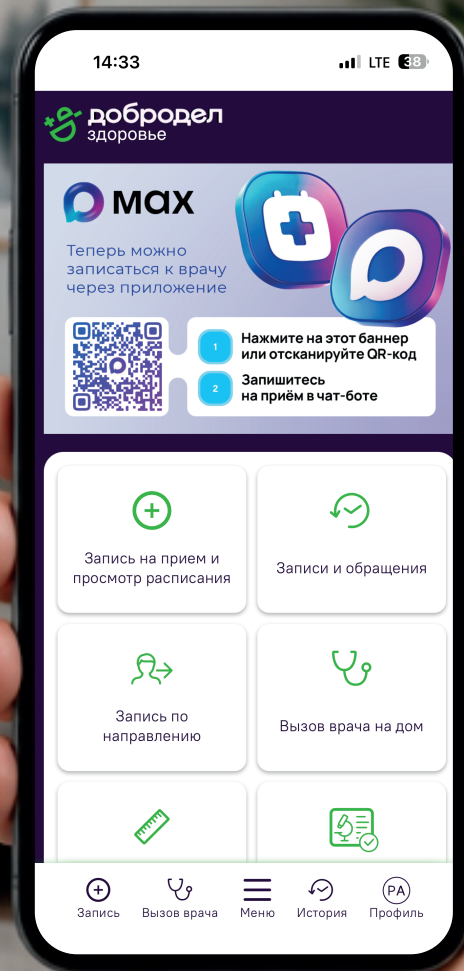 14:33
LTE 38
добродел
здоровье
мах
Теперь можно
записаться к врачу
через приложение
1
Нажмите на этот баннер
или отсканируйте QR-код
2
Запишитесь
на приём в чат-боте
Запись на прием и
просмотр расписания
Записи и обращения
Запись по
направлению
Вызов врача на дом
Запись
Вызов врача
Меню
История
РА
Профиль